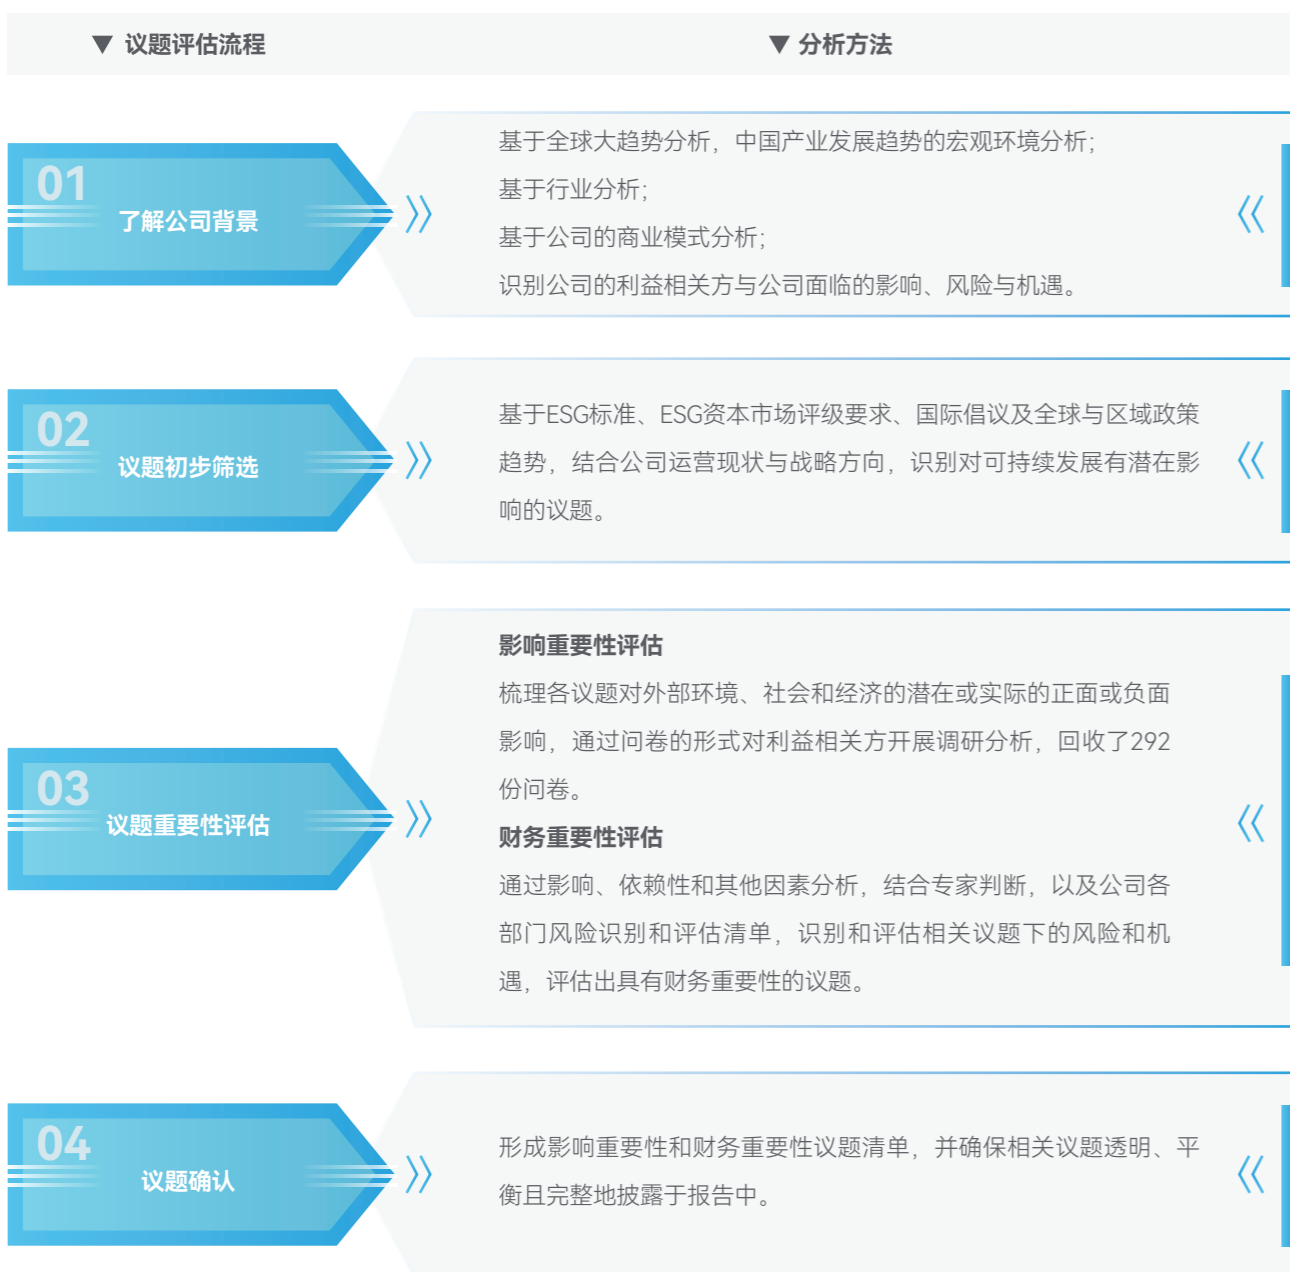 ▼ 议题评估流程
▼ 分析方法
01
了解公司背景
基于全球大趋势分析，中国产业发展趋势的宏观环境分析；
基于行业分析；
基于公司的商业模式分析；
识别公司的利益相关方与公司面临的影响、风险与机遇。
02
议题初步筛选
基于ESG标准、ESG资本市场评级要求、国际倡议及全球与区域政策
趋势，结合公司运营现状与战略方向，识别对可持续发展有潜在影
响的议题。
03
议题重要性评估
影响重要性评估
梳理各议题对外部环境、社会和经济的潜在或实际的正面或负面
影响，通过问卷的形式对利益相关方开展调研分析，回收了292
份问卷。
财务重要性评估
通过影响、依赖性和其他因素分析，结合专家判断，以及公司各
部门风险识别和评估清单，识别和评估相关议题下的风险和机
遇，评估出具有财务重要性的议题。
04
议题确认
形成影响重要性和财务重要性议题清单，并确保相关议题透明、平
衡且完整地披露于报告中。